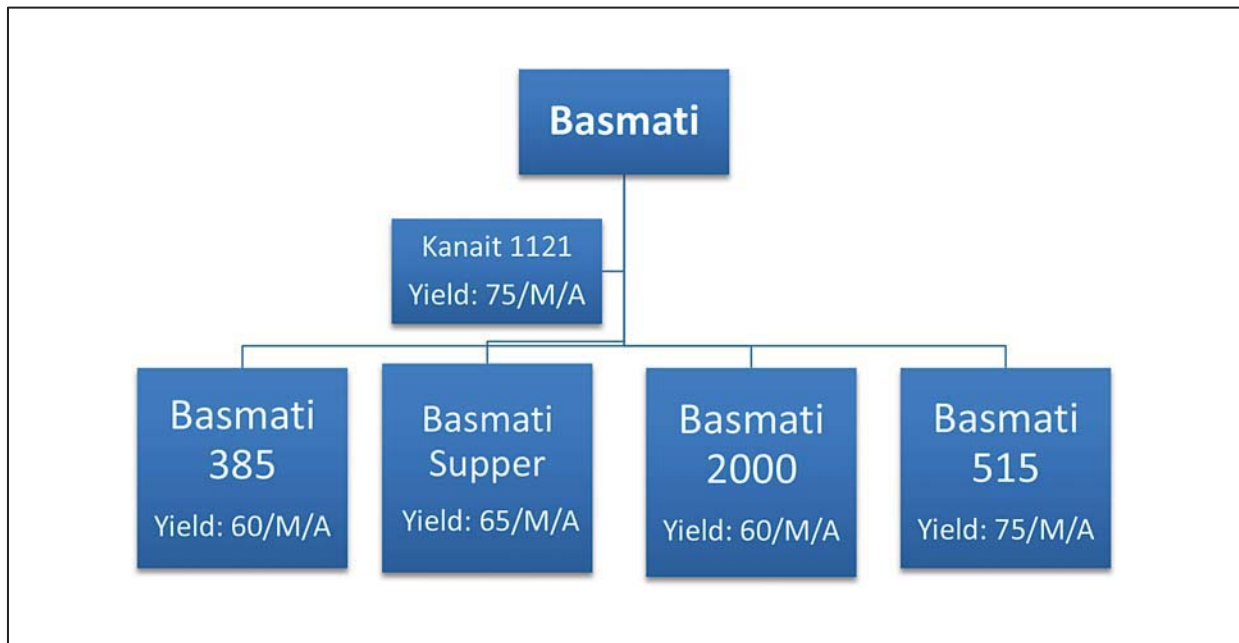 Basmati
Kanait 1121
Yield: 75/M/A
Basmati
385
Yield: 60/M/A
Basmati
Supper
Yield: 65/M/A
Basmati
2000
Yield: 60/M/A
Basmati
515
Yield: 75/M/A